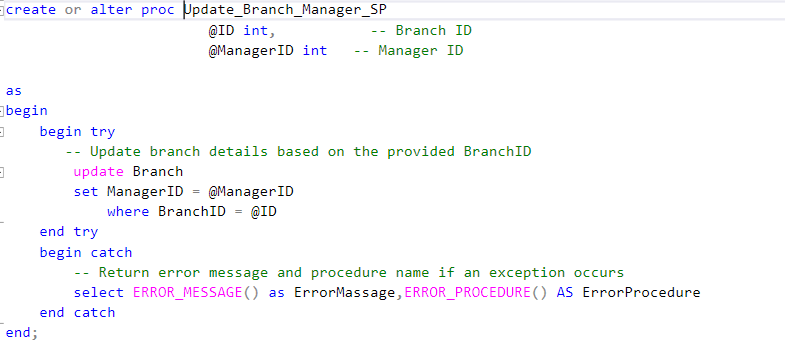 create or alter proc Update_Branch_Manager_SP
@ID int, -- Branch ID
@ManagerID int -- Manager ID
as
begin
begin try
-- Update branch details based on the provided BranchID
update Branch
set ManagerID = @ManagerID
where BranchID = @ID
end try
begin catch
-- Return error message and procedure name if an exception occurs
select ERROR_MESSAGE() as ErrorMassage,ERROR_PROCEDURE() AS ErrorProcedure
end catch
end;